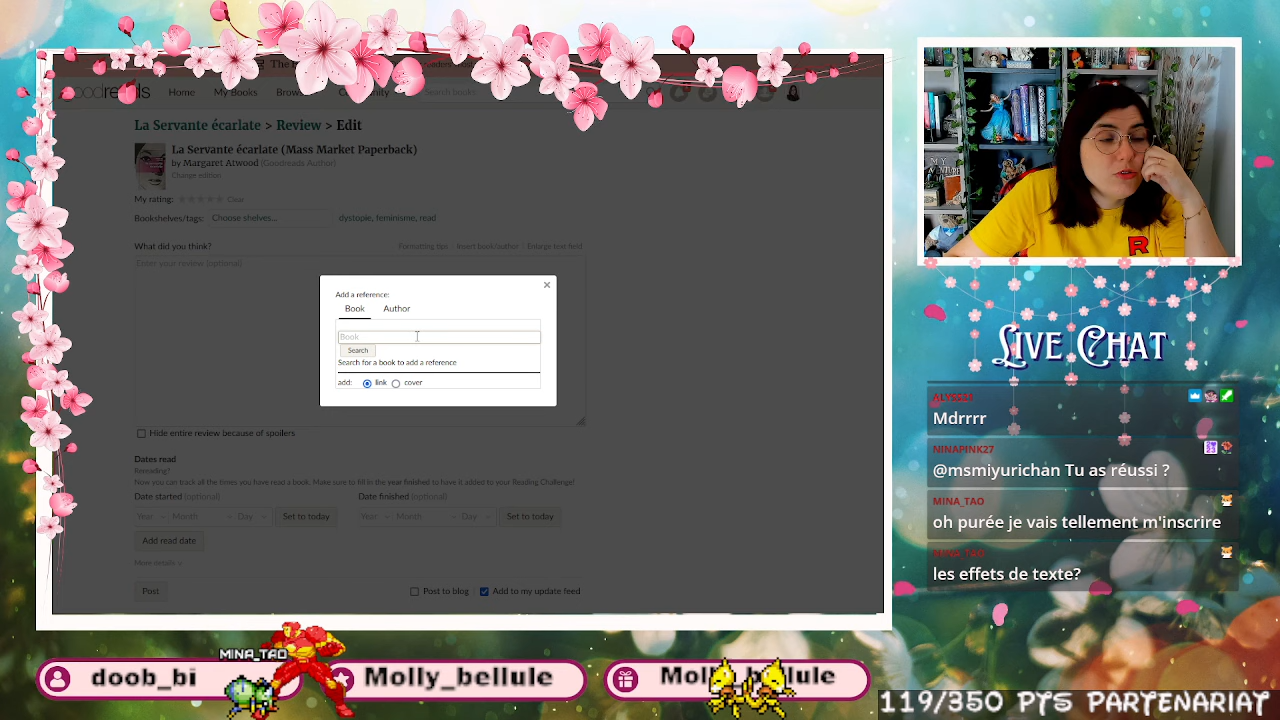 Home
My Books
Search books
La Servante écarlate > Review > Edit
La Servante écarlate (Mass Market Paperback)
by Margaret Atwood (Goodreads Author)
Change edition
My rating:
Clear
Bookshelves/tags:
Choose shelves...
dystopie, feminisme, read
What did you think?
Formatting tips
Insert book/author
Enlarge text field
Enter your review (optional)
Add a reference:
Book
Author
Book
Search
Search for a book to add a reference
add:
link
cover
Hide entire review because of spoilers
Dates read
Rereading?
Now you can track all the times you have read a book. Make sure to fill in the year finished to have it added to your Reading Challenge!
Date started (optional)
Date finished (optional)
Year
Month
Day
Set to today
Year
Month
Day
Set to today
Add read date
More details
Post
Post to blog
Add to my update feed
R
LIVE CHAT
Mdrrrr
NINAPINK27
@msmiyurichan Tu as réussi ?
MINA_TAO
oh purée je vais tellement m'inscrire
MINA_TAO
les effets de texte?
MINA_TAO
doob_bi
Molly_bellule
119/350 PTS PARTENARIAT